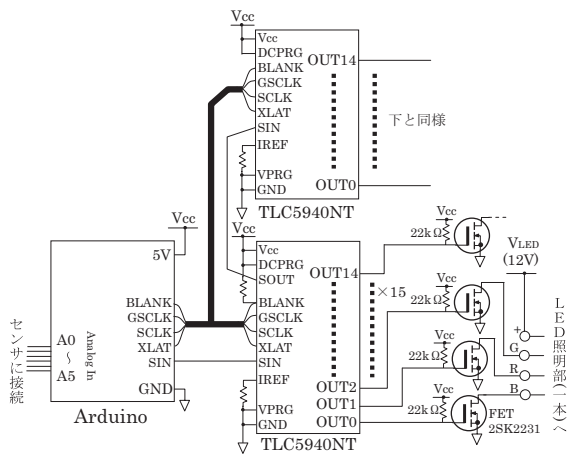 Vcc
Vcc
DCPRG
BLANK
GSCLK
SCLK
XLAT
SIN
IREF
VPRG
GND
OUT14
OUT0
下と同様
TLC5940NT
Vcc
5V
BLANK
GSCLK
SCLK
XLAT
SIN
GND
A0
～
A5
Analog In
センサに接続
Arduino
Vcc
Vcc
DCPRG
SOUT
BLANK
GSCLK
SCLK
XLAT
SIN
IREF
VPRG
GND
OUT14
×15
OUT2
OUT1
OUT0
TLC5940NT
Vcc
22kΩ
Vcc
22kΩ
Vcc
22kΩ
Vcc
22kΩ
FET
2SK2231
VLED
(12V)
+
G
R
B
LED照明部(一本)へ